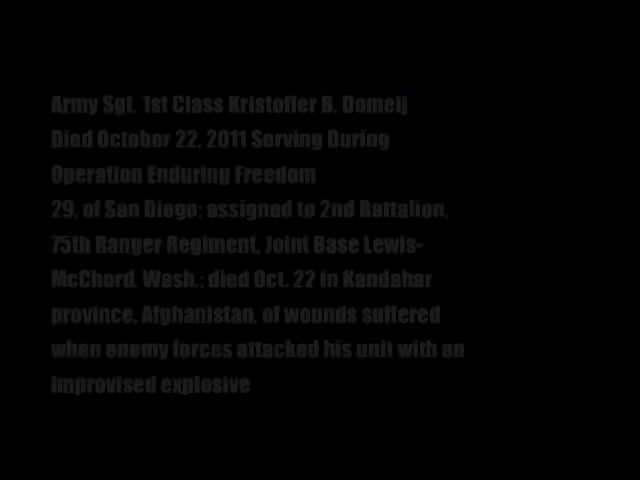 Army Sgt. 1st Class Kristoffer B. Domeij
Died October 22, 2011 Serving During
Operation Enduring Freedom
29, of San Diego; assigned to 2nd Battalion,
75th Ranger Regiment, Joint Base Lewis-
McChord, Wash.; died Oct. 22 in Kandahar
province, Afghanistan, of wounds suffered
when enemy forces attacked his unit with an
improvised explosive